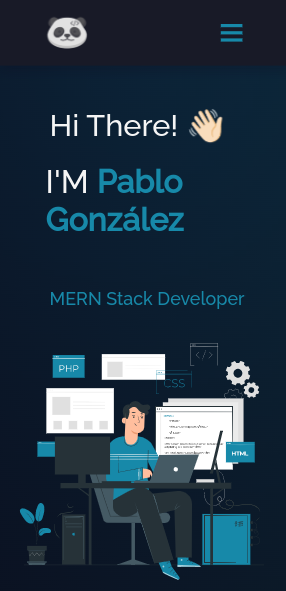 Hi There! 👋🏻
I'M Pablo
González
MERN Stack Developer
</>
PHP
CSS
HTML